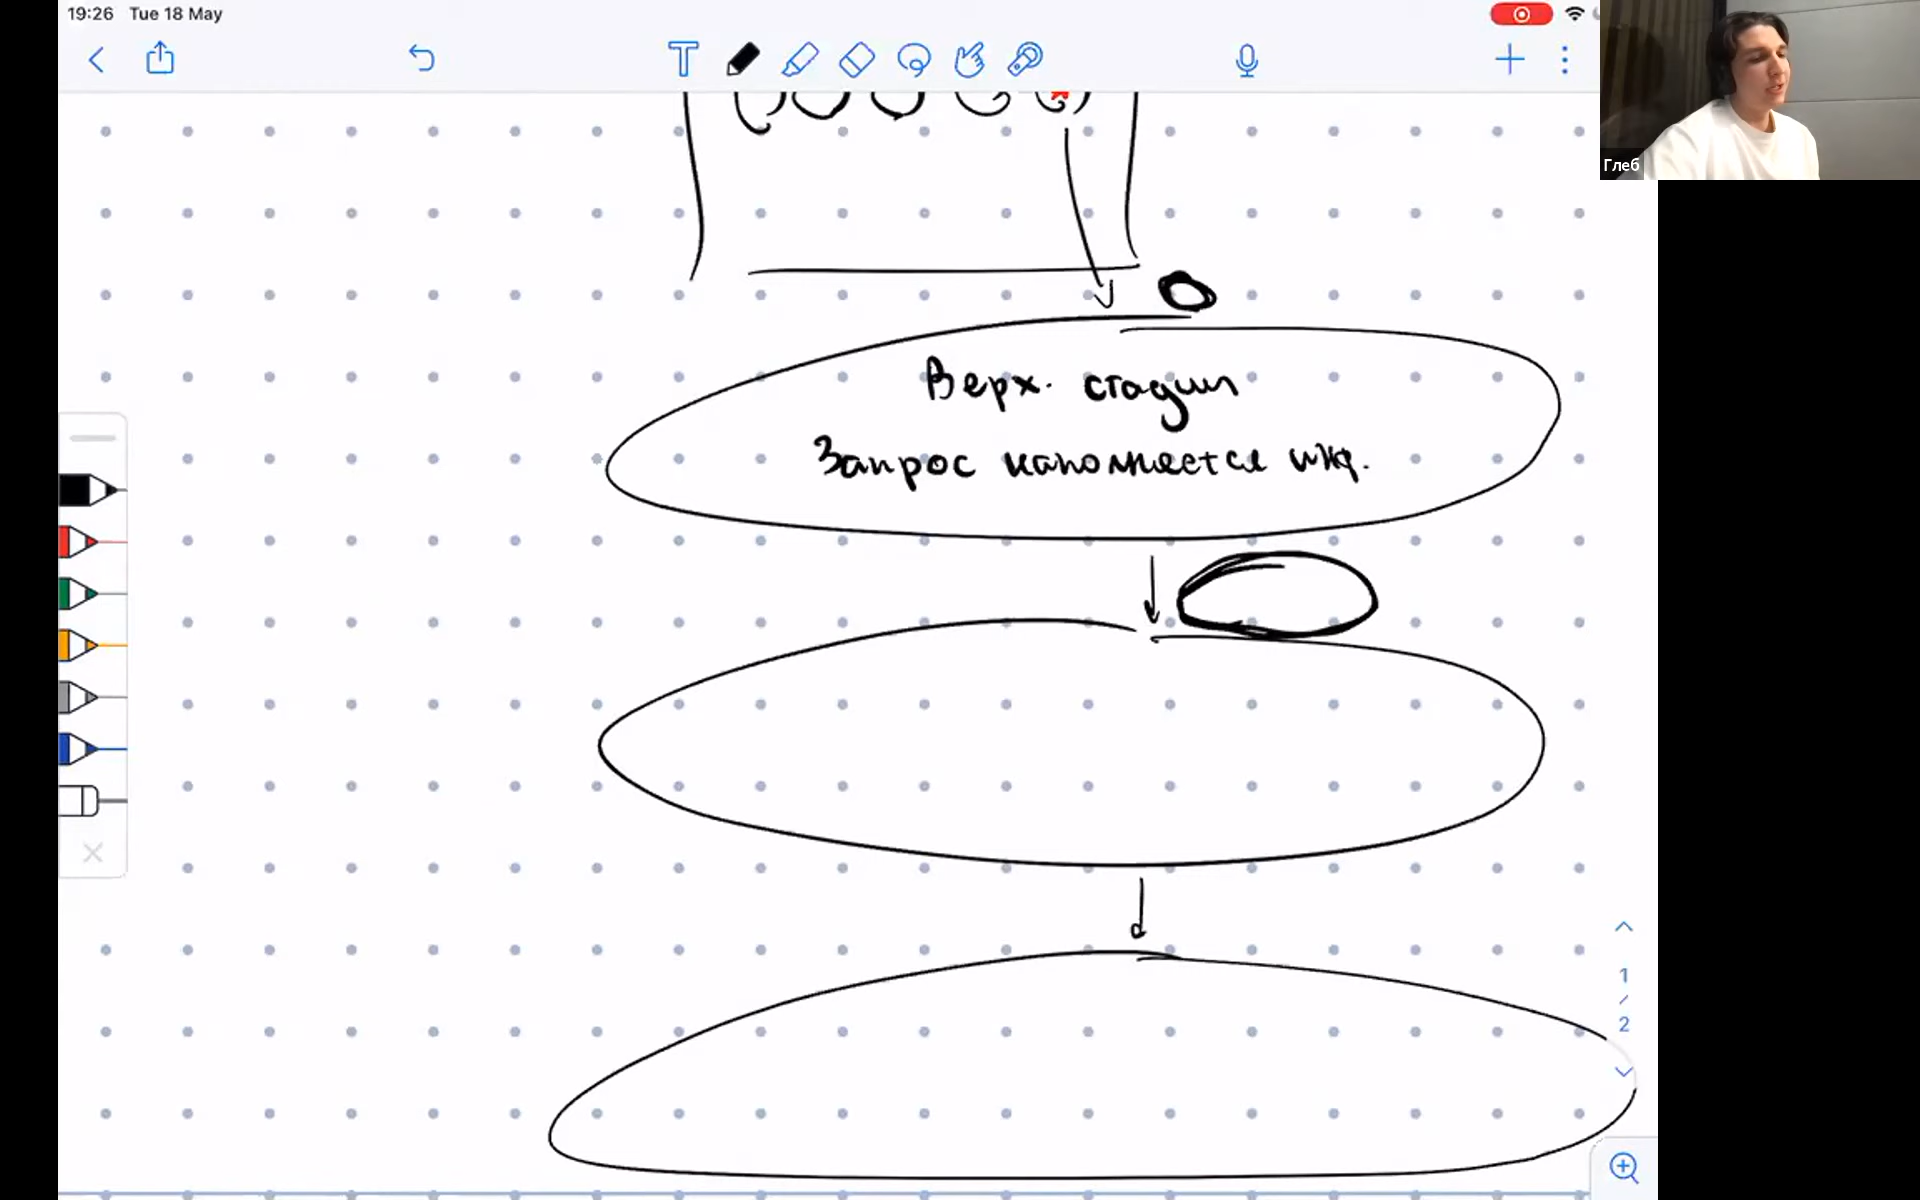 19:26 Tue 18 May
Глеб
Верх. стадии
Запрос наполняется инф.
1
/
2